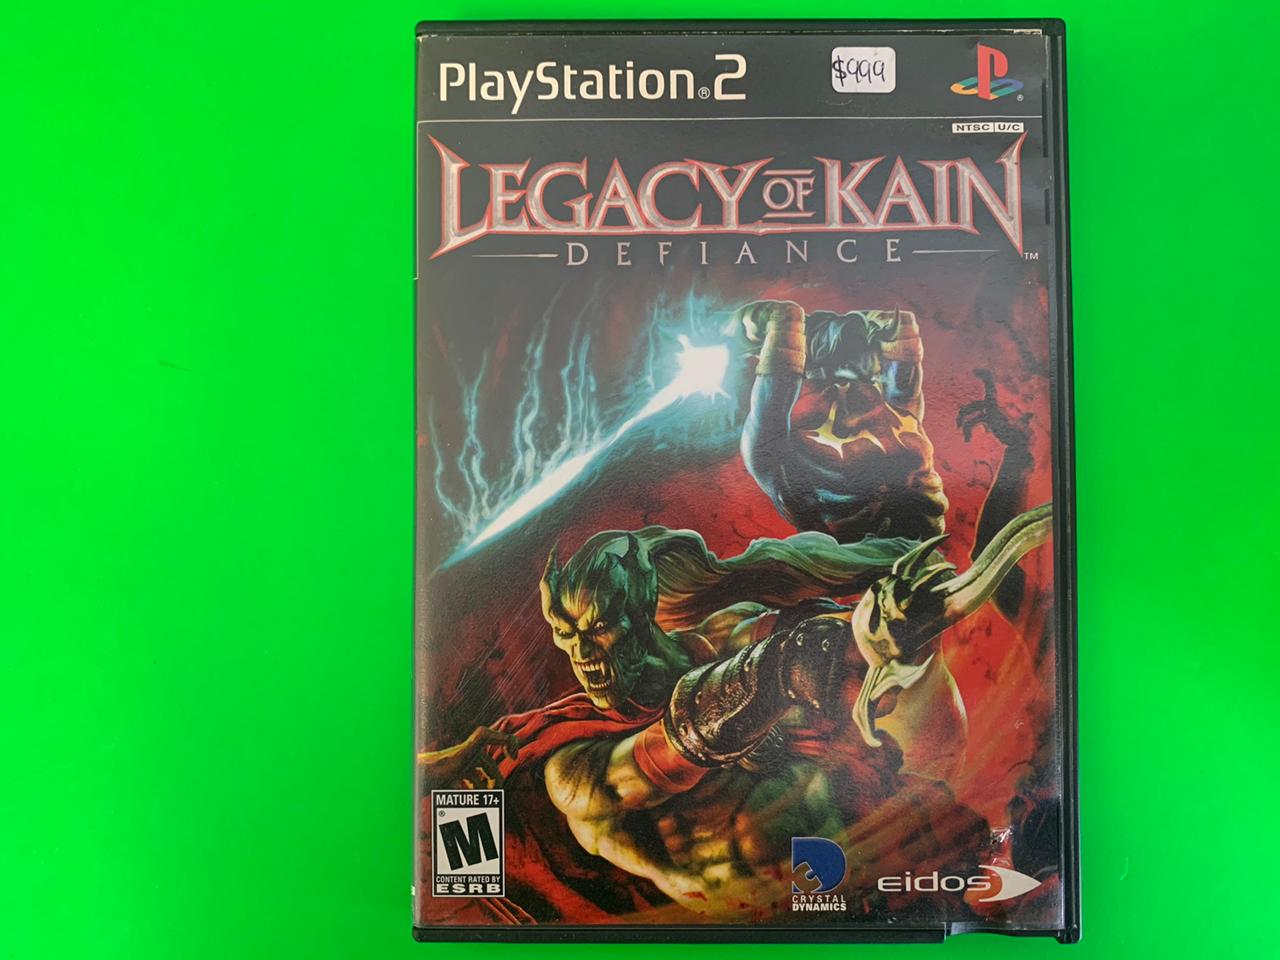 PlayStation®2
$999
®
NTSC U/C
LEGACY OF KAIN
DEFIANCE
™
MATURE 17+
®
M
CONTENT RATED BY
ESRB
CRYSTAL
DYNAMICS
eidos